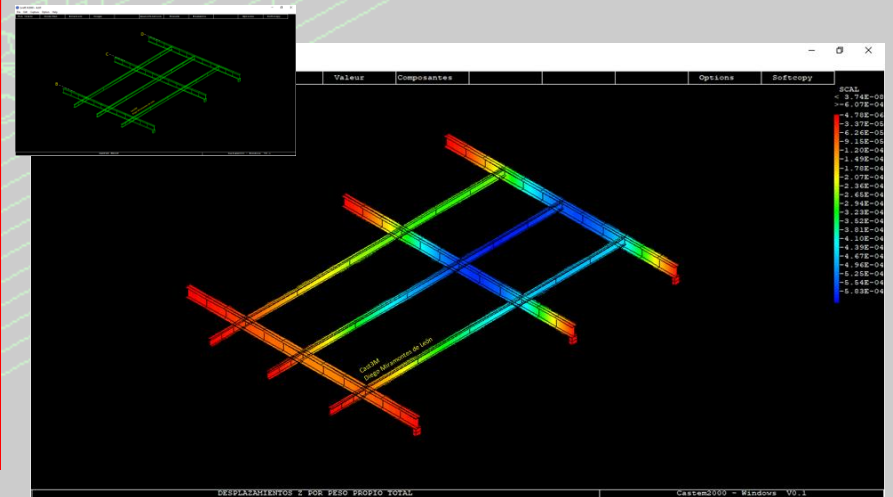 D-
C-
B
Valeur
Composantes
Options
Softcopy
SCAL
< 3.74E-08
>-6.07E-04
-4.78E-06
-3.37E-05
-6.26E-05
-9.15E-05
-1.20E-04
-1.49E-04
-1.78E-04
-2.07E-04
-2.36E-04
-2.65E-04
-2.94E-04
-3.23E-04
-3.52E-04
-3.81E-04
-4.10E-04
-4.39E-04
-4.67E-04
-4.96E-04
-5.25E-04
-5.54E-04
-5.83E-04
Cast3M
Diego Miramontes de León
DESPLAZAMIENTOS Z POR PESO PROPIO TOTAL
Castem2000 - Windows V0.1